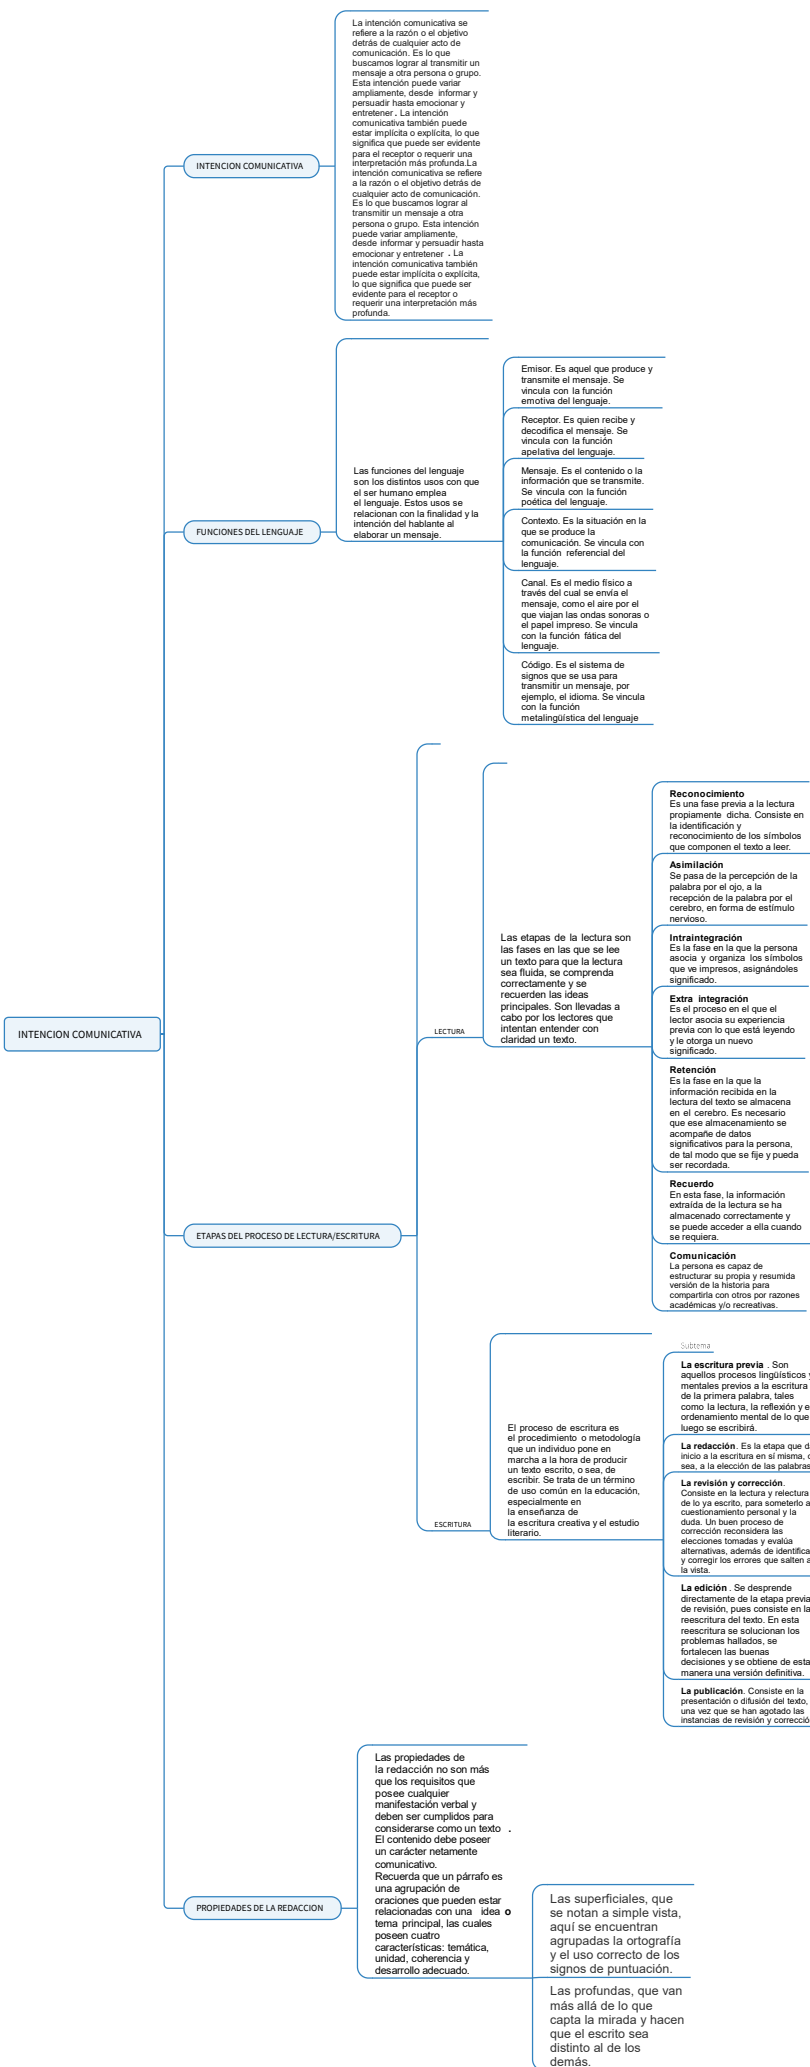 La intención comunicativa se
refiere a la razón o el objetivo
detrás de cualquier acto de
comunicación. Es lo que
buscamos lograr al transmitir un
mensaje a otra persona o grupo.
Esta intención puede variar
ampliamente, desde informar y
persuadir hasta emocionar y
entretener . La intención
comunicativa también puede
estar implícita o explícita, lo que
significa que puede ser evidente
para el receptor o requerir una
interpretación más profunda.La
intención comunicativa se refiere
a la razón o el objetivo detrás de
cualquier acto de comunicación.
Es lo que buscamos lograr al
transmitir un mensaje a otra
persona o grupo. Esta intención
puede variar ampliamente,
desde informar y persuadir hasta
emocionar y entretener . La
intención comunicativa también
puede estar implícita o explícita,
lo que significa que puede ser
evidente para el receptor o
requerir una interpretación más
profunda.
INTENCION COMUNICATIVA
Emisor. Es aquel que produce y
transmite el mensaje. Se
vincula con la función
emotiva del lenguaje.
Receptor. Es quien recibe y
decodifica el mensaje. Se
vincula con la función
apelativa del lenguaje.
Mensaje. Es el contenido o la
información que se transmite.
Se vincula con la función
poética del lenguaje.
Contexto. Es la situación en la
que se produce la
comunicación. Se vincula con
la función referencial del
lenguaje.
Canal. Es el medio físico a
través del cual se envía el
mensaje, como el aire por el
que viajan las ondas sonoras o
el papel impreso. Se vincula
con la función fática del
lenguaje.
Código. Es el sistema de
signos que se usa para
transmitir un mensaje, por
ejemplo, el idioma. Se vincula
con la función
metalingüística del lenguaje
Las funciones del lenguaje
son los distintos usos con que
el ser humano emplea
el lenguaje. Estos usos se
relacionan con la finalidad y la
intención del hablante al
elaborar un mensaje.
FUNCIONES DEL LENGUAJE
Reconocimiento
Es una fase previa a la lectura
propiamente dicha. Consiste en
la identificación y
reconocimiento de los símbolos
que componen el texto a leer.
Asimilación
Se pasa de la percepción de la
palabra por el ojo, a la
recepción de la palabra por el
cerebro, en forma de estímulo
nervioso.
Intraintegración
Es la fase en la que la persona
asocia y organiza los símbolos
que ve impresos, asignándoles
significado.
Extra integración
Es el proceso en el que el
lector asocia su experiencia
previa con lo que está leyendo
y le otorga un nuevo
significado.
Retención
Es la fase en la que la
información recibida en la
lectura del texto se almacena
en el cerebro. Es necesario
que ese almacenamiento se
acompañe de datos
significativos para la persona,
de tal modo que se fije y pueda
ser recordada.
Recuerdo
En esta fase, la información
extraída de la lectura se ha
almacenado correctamente y
se puede acceder a ella cuando
se requiera.
Comunicación
La persona es capaz de
estructurar su propia y resumida
versión de la historia para
compartirla con otros por razones
académicas y/o recreativas.
Las etapas de la lectura son
las fases en las que se lee
un texto para que la lectura
sea fluida, se comprenda
correctamente y se
recuerden las ideas
principales. Son llevadas a
cabo por los lectores que
intentan entender con
claridad un texto.
LECTURA
INTENCION COMUNICATIVA
ETAPAS DEL PROCESO DE LECTURA/ESCRITURA
Subtema
La escritura previa . Son
aquellos procesos lingüísticos y
mentales previos a la escritura
de la primera palabra, tales
como la lectura, la reflexión y e
ordenamiento mental de lo que
luego se escribirá.
La redacción. Es la etapa que d
inicio a la escritura en sí misma, o
sea, a la elección de las palabras
La revisión y corrección.
Consiste en la lectura y relectura
de lo ya escrito, para someterlo a
cuestionamiento personal y la
duda. Un buen proceso de
corrección reconsidera las
elecciones tomadas y evalúa
alternativas, además de identifica
y corregir los errores que salten a
la vista.
La edición . Se desprende
directamente de la etapa previa
de revisión, pues consiste en la
reescritura del texto. En esta
reescritura se solucionan los
problemas hallados, se
fortalecen las buenas
decisiones y se obtiene de esta
manera una versión definitiva.
La publicación. Consiste en la
presentación o difusión del texto,
una vez que se han agotado las
instancias de revisión y correcció
El proceso de escritura es
el procedimiento o metodología
que un individuo pone en
marcha a la hora de producir
un texto escrito, o sea, de
escribir. Se trata de un término
de uso común en la educación,
especialmente en
la enseñanza de
la escritura creativa y el estudio
literario.
ESCRITURA
Las propiedades de
la redacción no son más
que los requisitos que
posee cualquier
manifestación verbal y
deben ser cumplidos para
considerarse como un texto .
El contenido debe poseer
un carácter netamente
comunicativo.
Recuerda que un párrafo es
una agrupación de
oraciones que pueden estar
relacionadas con una idea o
tema principal, las cuales
poseen cuatro
características: temática,
unidad, coherencia y
desarrollo adecuado.
PROPIEDADES DE LA REDACCION
Las superficiales, que
se notan a simple vista,
aquí se encuentran
agrupadas la ortografía
y el uso correcto de los
signos de puntuación.
Las profundas, que van
más allá de lo que
capta la mirada y hacen
que el escrito sea
distinto al de los
demás.